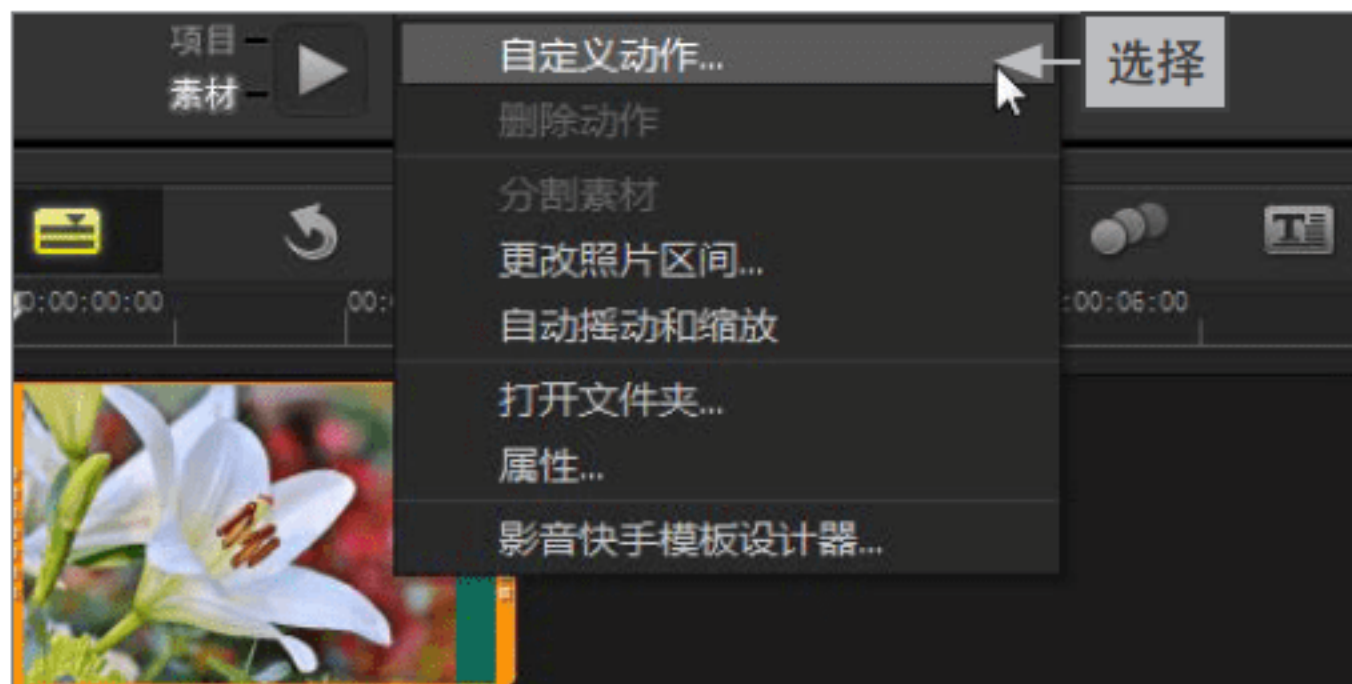 项目
素材
自定义动作...
选择
删除动作
分割素材
更改照片区间...
自动摇动和缩放
0:00:00:00
00:
:00:06:00
打开文件夹...
属性...
影音快手模板设计器...